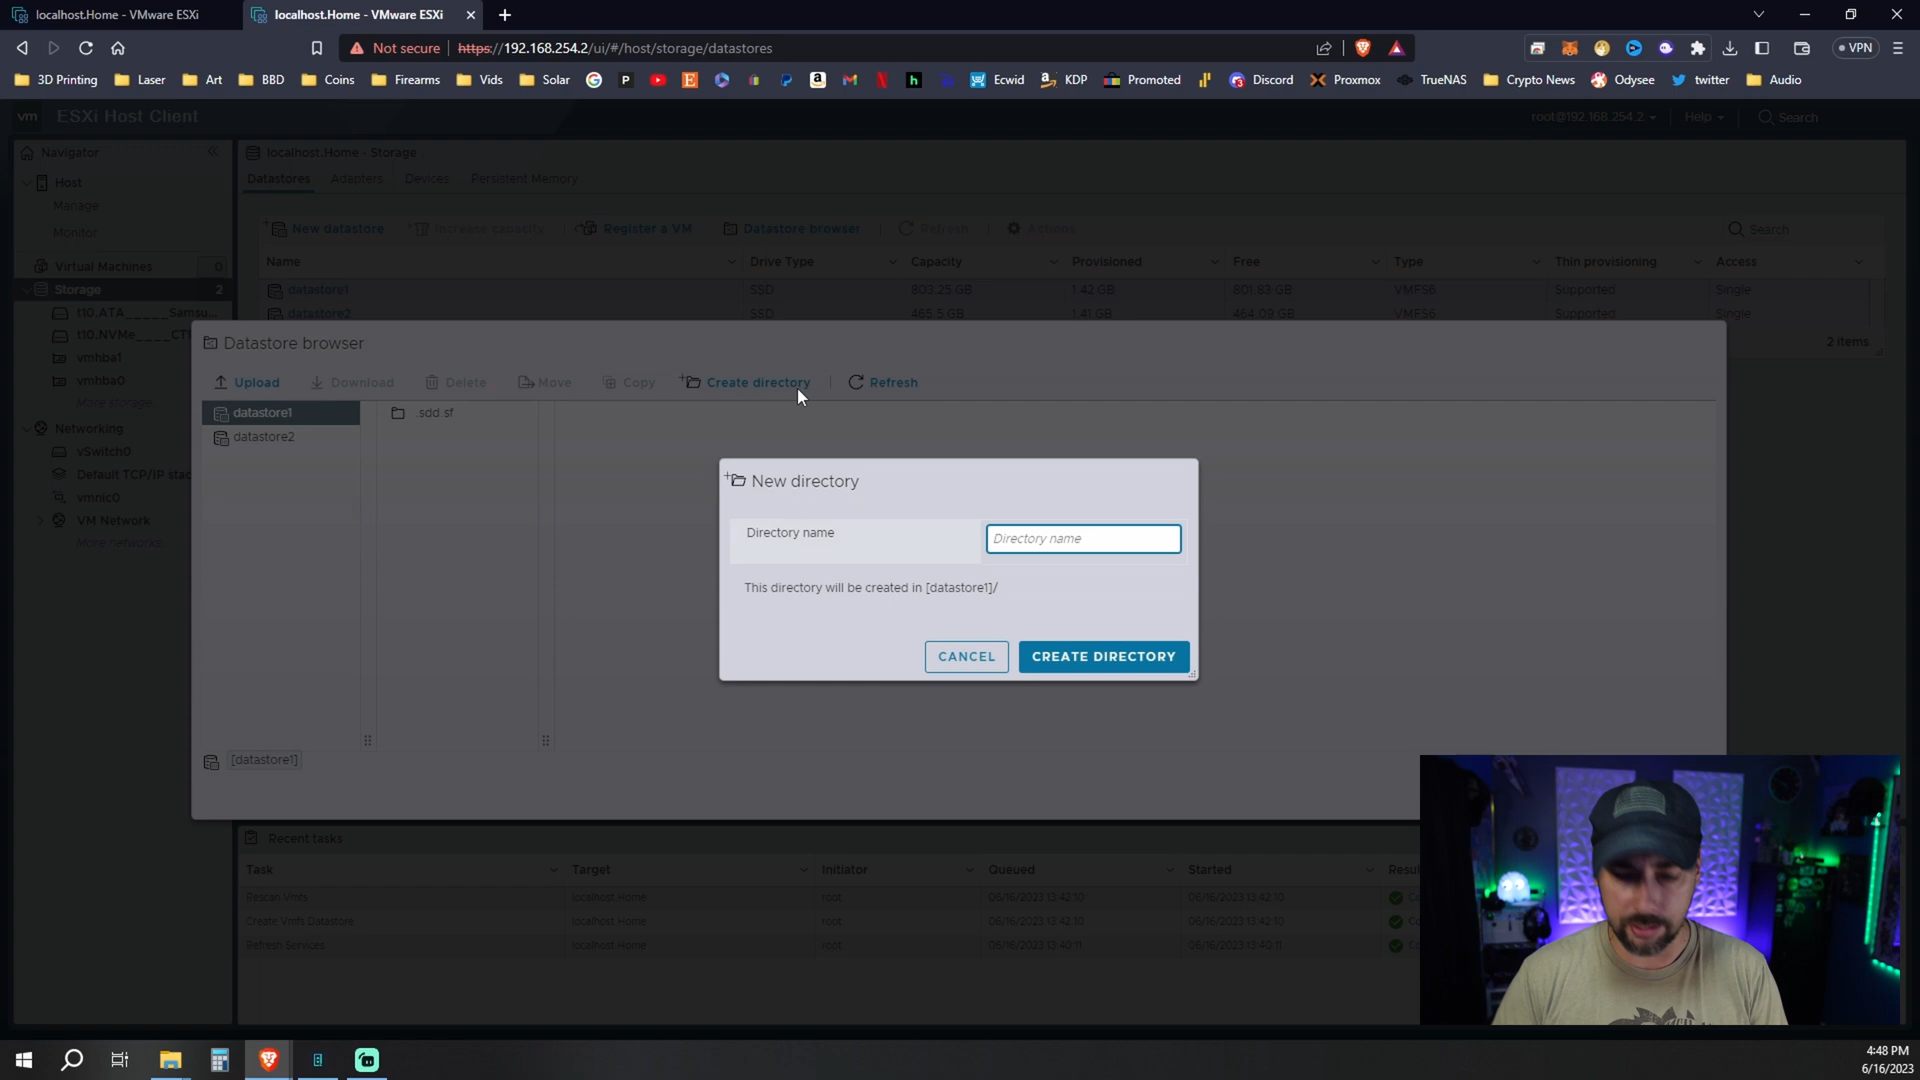 localhost.Home - VMware ESXi
localhost.Home - VMware ESXi
Not secure https://192.168.254.2/ui/#/host/storage/datastores
VPN
3D Printing Laser Art BBD Coins Firearms Vids Solar Ecwid KDP Promoted Discord Proxmox TrueNAS Crypto News Odysee twitter Audio
vm ESXi Host Client
root@192.168.254.2 Help Search
Navigator
localhost.Home - Storage
Host
Manage
Monitor
Virtual Machines 0
Storage 2
t10.ATA_____Samsu...
t10.NVMe____CT
vmhba1
vmhba0
More storage...
Networking
vSwitch0
Default TCP/IP stac
vmnic0
VM Network
More networks...
Datastores Adapters Devices Persistent Memory
New datastore Increase capacity Register a VM Datastore browser Refresh Actions Search
Name Drive Type Capacity Provisioned Free Type Thin provisioning Access
datastore1 SSD 803.25 GB 1.42 GB 801.83 GB VMFS6 Supported Single
datastore2 SSD 465.5 GB 1.41 GB 464.09 GB VMFS6 Supported Single
2 items
Datastore browser
Upload Download Delete Move Copy Create directory Refresh
datastore1 .sdd.sf
datastore2
New directory
Directory name Directory name
This directory will be created in [datastore1]/
CANCEL CREATE DIRECTORY
[datastore1]
Recent tasks
Task Target Initiator Queued Started Resul
Rescan Vmfs localhost.Home root 06/16/2023 13:42:10 06/16/2023 13:42:10 Co
Create Vmfs Datastore localhost.Home root 06/16/2023 13:42:10 06/16/2023 13:42:10 Co
Refresh Services localhost.Home root 06/16/2023 13:40:11 06/16/2023 13:40:11 Co
4:48 PM
6/16/2023